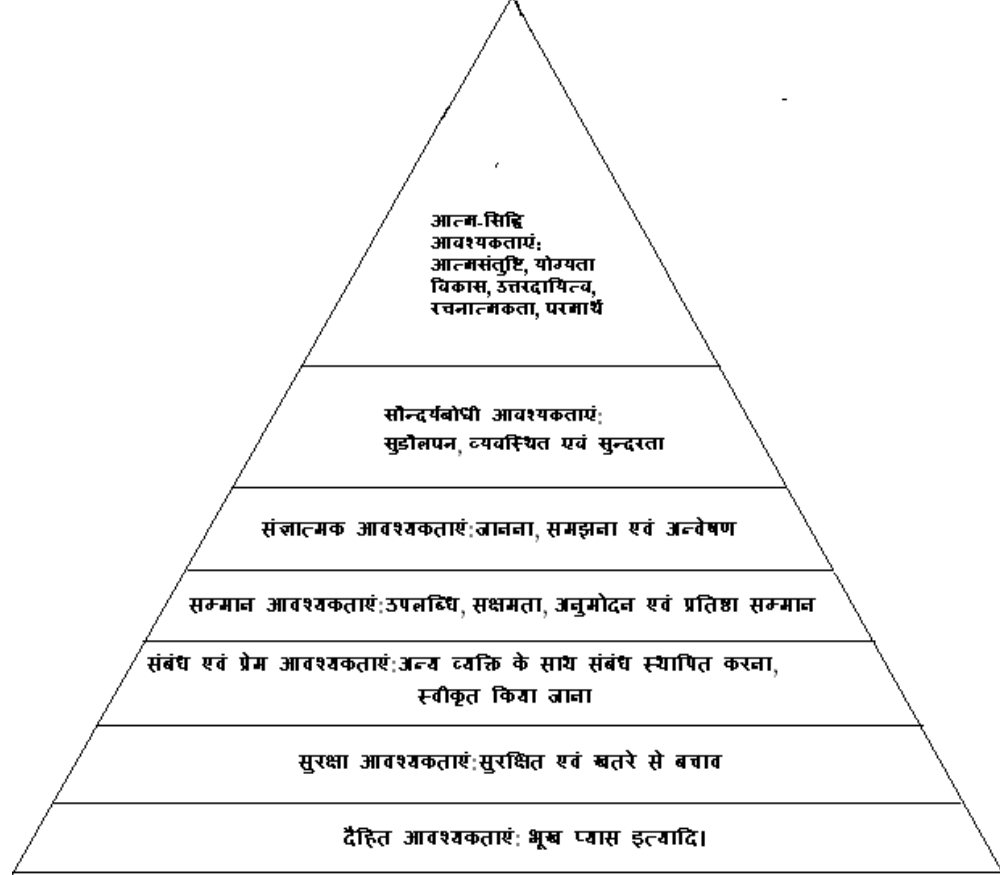 आत्म-सिद्धि
आवश्यकताएं:
आत्मसंतुष्टि, योग्यता
विकास, उत्तरदायित्व,
रचनात्मकता, परमार्थ
सौन्दर्यबोधी आवश्यकताएं:
सुडौलपन, व्यवस्थित एवं सुन्दरता
संज्ञात्मक आवश्यकताएं:जानना, समझना एवं अन्वेषण
सम्मान आवश्यकताएं:उपलब्धि, सक्षमता, अनुमोदन एवं प्रतिष्ठा सम्मान
संबंध एवं प्रेम आवश्यकताएं:अन्य व्यक्ति के साथ संबंध स्थापित करना,
स्वीकृत किया जाना
सुरक्षा आवश्यकताएं:सुरक्षित एवं खतरे से बचाव
दैहित आवश्यकताएं: भूख प्यास इत्यादि।